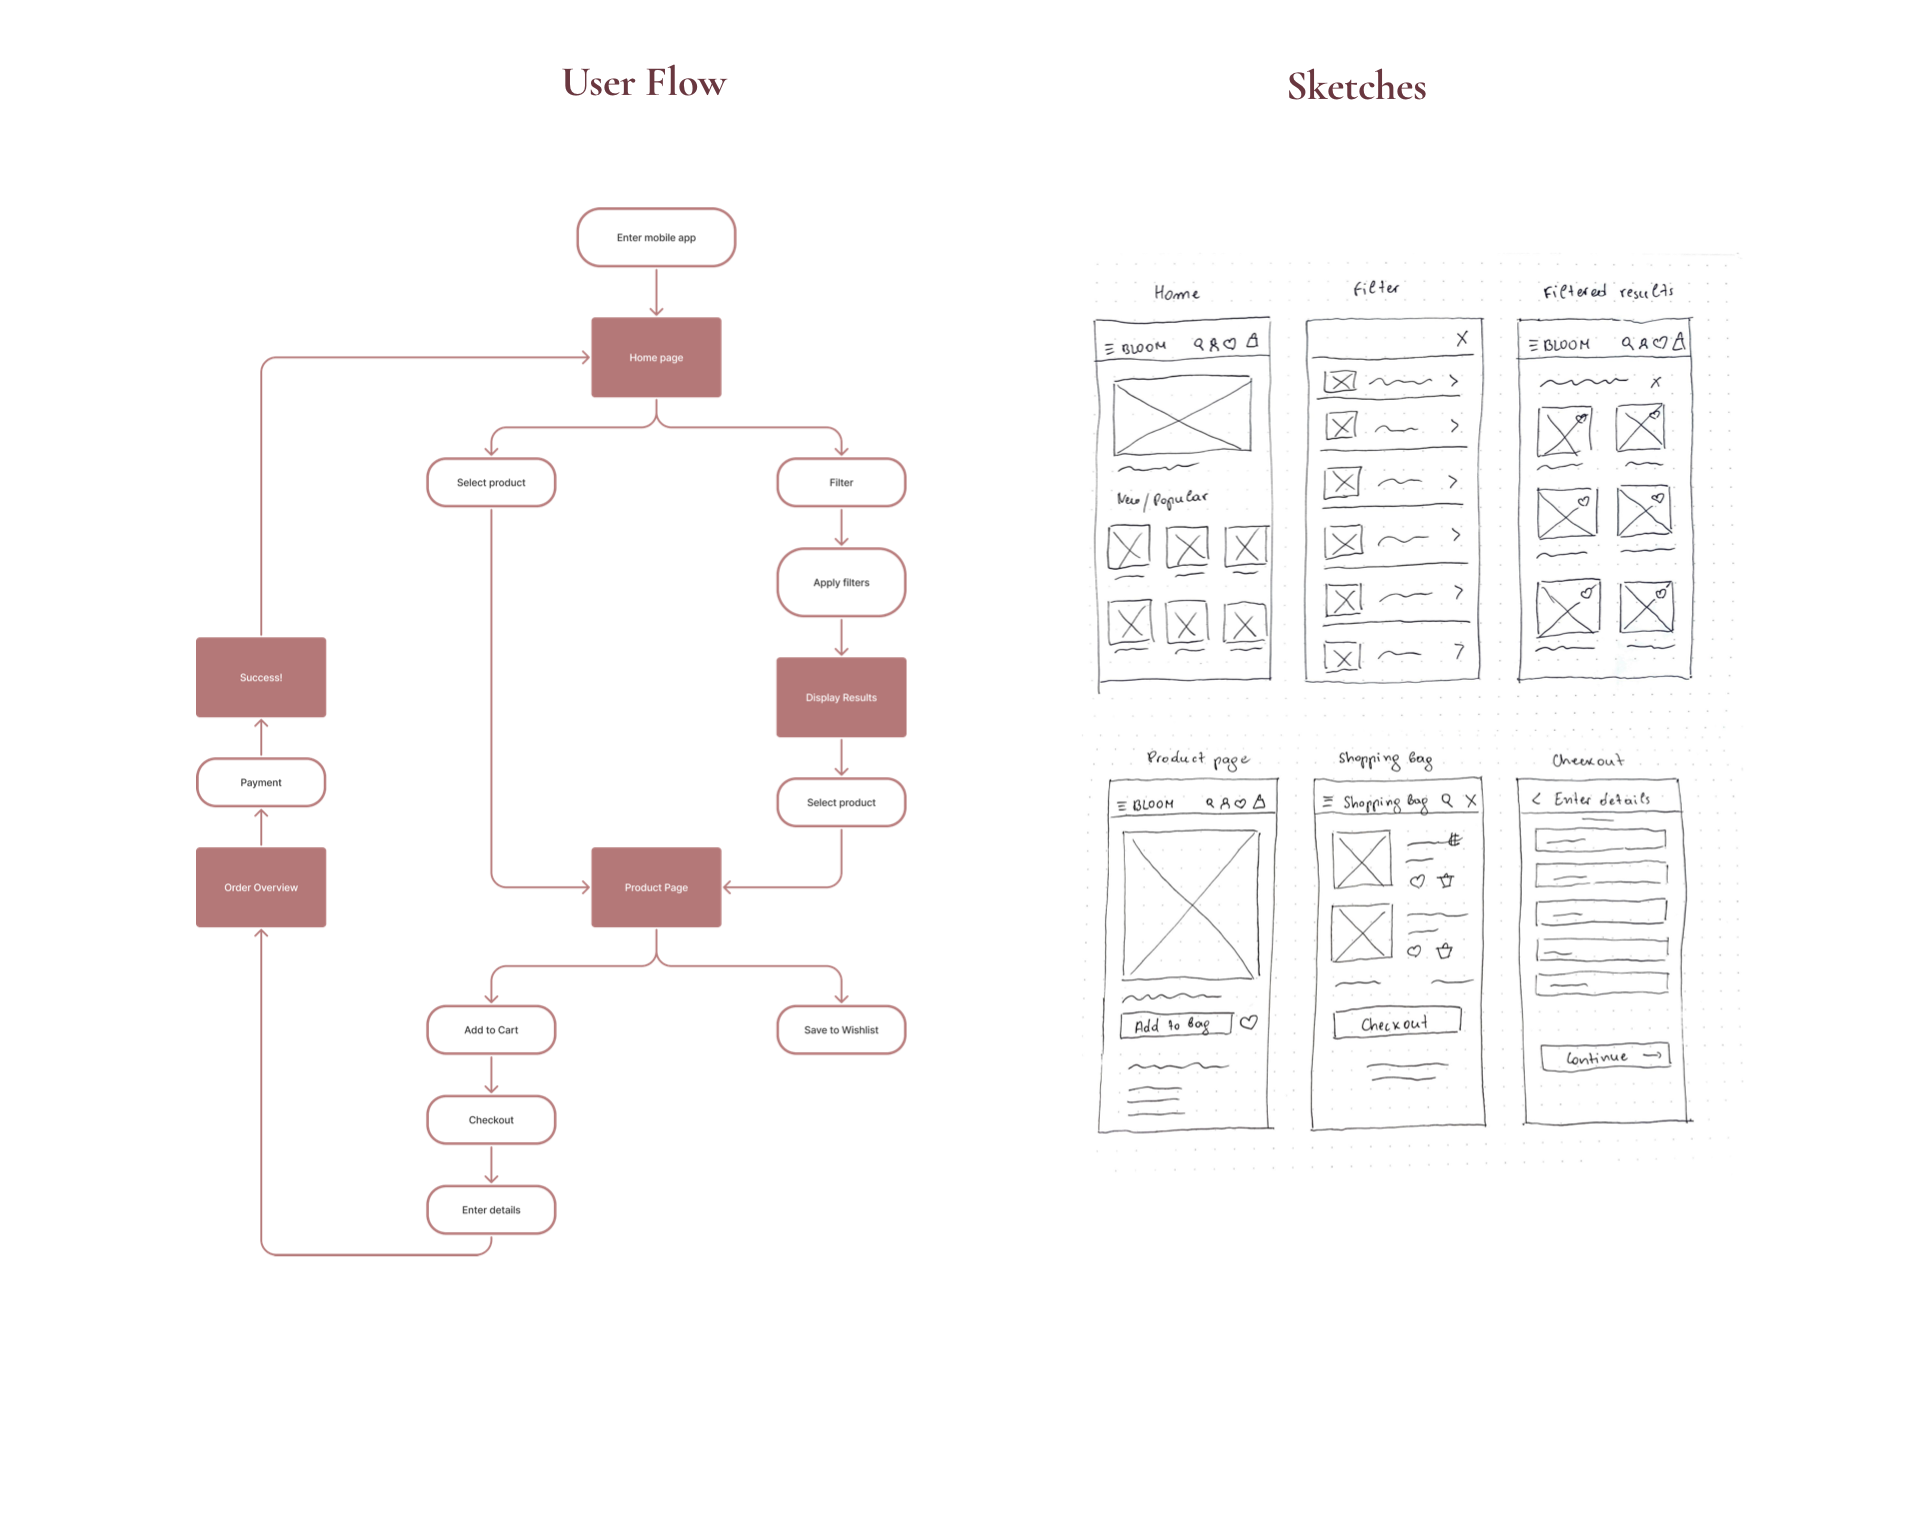 User Flow
Enter mobile app
Home page
Select product
Filter
Apply filters
Success!
Display Results
Payment
Select product
Order Overview
Product Page
Add to Cart
Save to Wishlist
Checkout
Enter details
Sketches
Home
Filter
Filtered results
BLOOM
BLOOM
New/Popular
Product page
Shopping bag
Checkout
BLOOM
Shopping bag
Enter details
Add to bag
Checkout
Continue